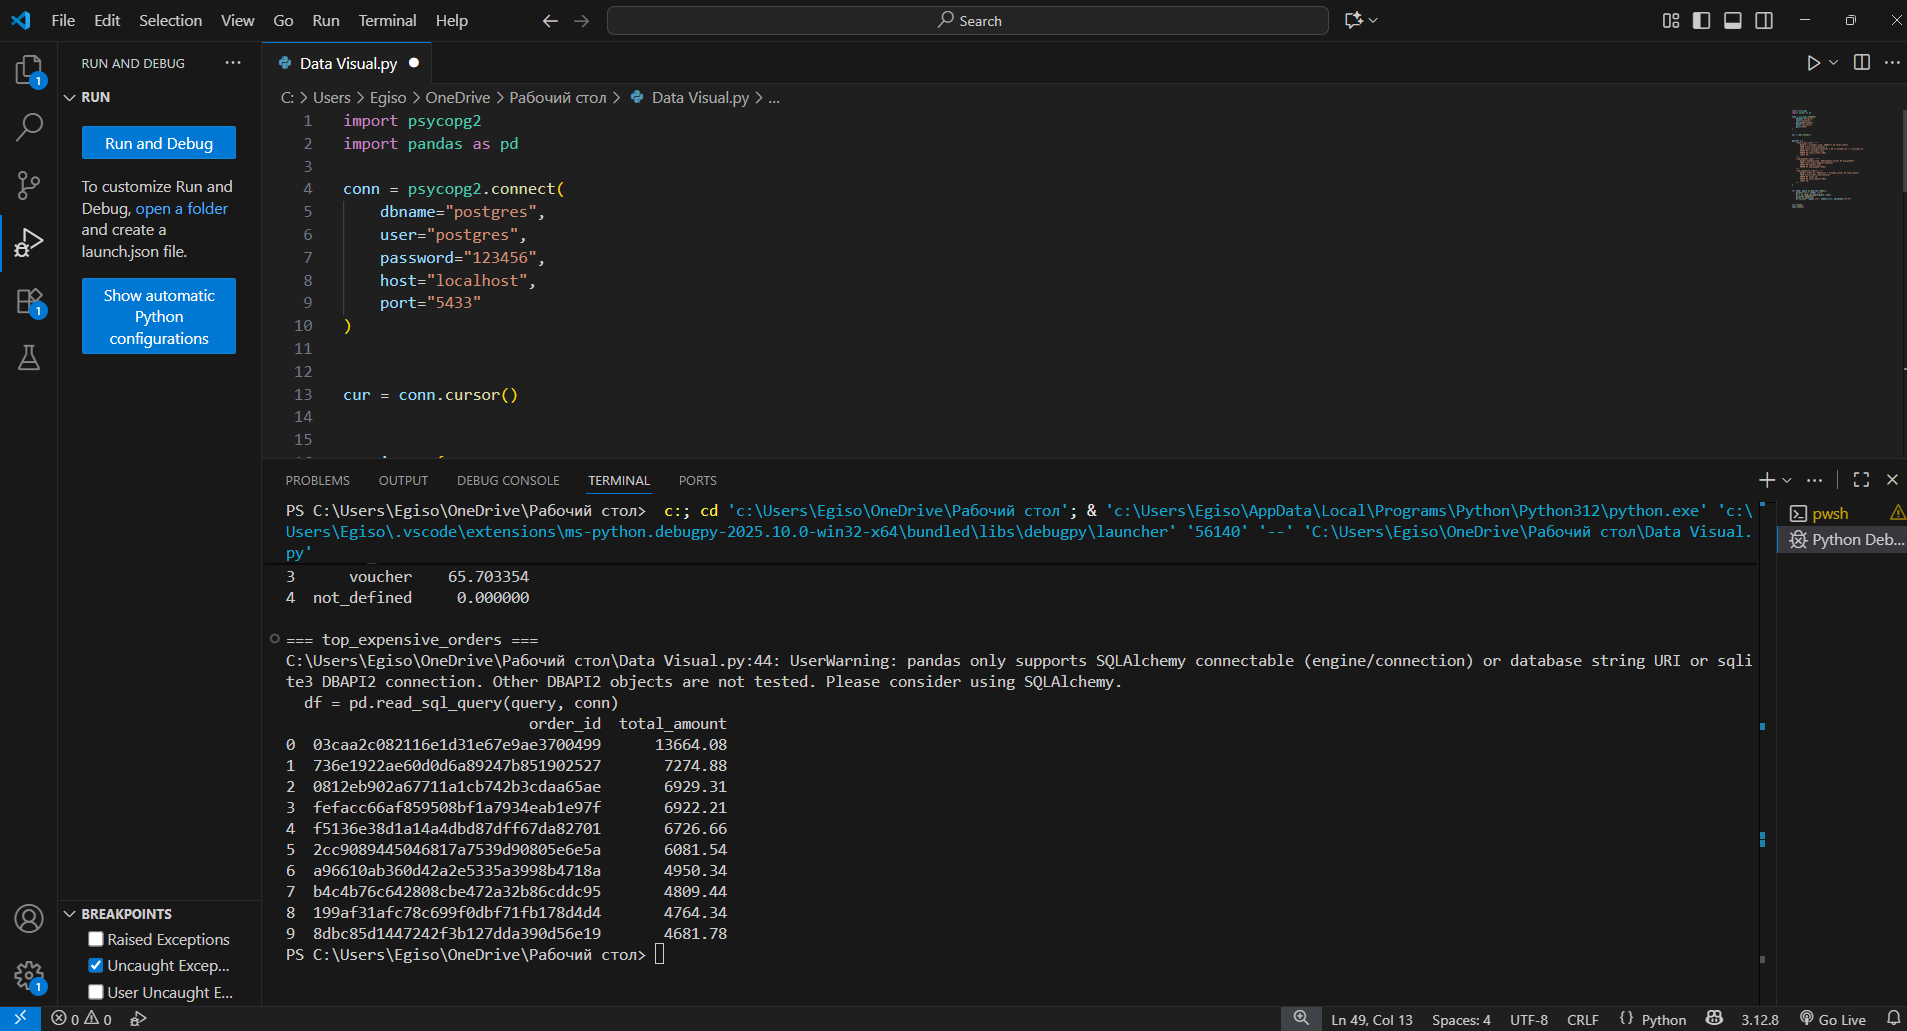 File Edit Selection View Go Run Terminal Help
Search
RUN AND DEBUG
RUN
Run and Debug
To customize Run and
Debug, open a folder
and create a
launch.json file.
Show automatic
Python
configurations
BREAKPOINTS
Raised Exceptions
Uncaught Excep...
User Uncaught E...
1
1
1
Data Visual.py
C: > Users > Egiso > OneDrive > Рабочий стол > Data Visual.py > ...
1 import psycopg2
2 import pandas as pd
3
4 conn = psycopg2.connect(
5 dbname="postgres",
6 user="postgres",
7 password="123456",
8 host="localhost",
9 port="5433"
10 )
11
12
13 cur = conn.cursor()
14
15
PROBLEMS OUTPUT DEBUG CONSOLE TERMINAL PORTS
PS C:\Users\Egiso\OneDrive\Рабочий стол> c:; cd 'c:\Users\Egiso\OneDrive\Рабочий стол'; & 'c:\Users\Egiso\AppData\Local\Programs\Python\Python312\python.exe' 'c:\
Users\Egiso\.vscode\extensions\ms-python.debugpy-2025.10.0-win32-x64\bundled\libs\debugpy\launcher' '56140' '--' 'C:\Users\Egiso\OneDrive\Рабочий стол\Data Visual.
py'
3 voucher 65.703354
4 not_defined 0.000000
=== top_expensive_orders ===
C:\Users\Egiso\OneDrive\Рабочий стол\Data Visual.py:44: UserWarning: pandas only supports SQLAlchemy connectable (engine/connection) or database string URI or sqli
te3 DBAPI2 connection. Other DBAPI2 objects are not tested. Please consider using SQLAlchemy.
df = pd.read_sql_query(query, conn)
order_id total_amount
0 03caa2c082116e1d31e67e9ae3700499 13664.08
1 736e1922ae60d0d6a89247b851902527 7274.88
2 0812eb902a67711a1cb742b3cdaa65ae 6929.31
3 fefacc66af859508bf1a7934eab1e97f 6922.21
4 f5136e38d1a14a4dbd87dff67da82701 6726.66
5 2cc9089445046817a7539d90805e6e5a 6081.54
6 a96610ab360d42a2e5335a3998b4718a 4950.34
7 b4c4b76c642808cbe472a32b86cddc95 4809.44
8 199af31afc78c699f0dbf71fb178d4d4 4764.34
9 8dbc85d1447242f3b127dda390d56e19 4681.78
PS C:\Users\Egiso\OneDrive\Рабочий стол>
pwsh
Python Deb...
0 0
Ln 49, Col 13 Spaces: 4 UTF-8 CRLF {} Python 3.12.8 Go Live